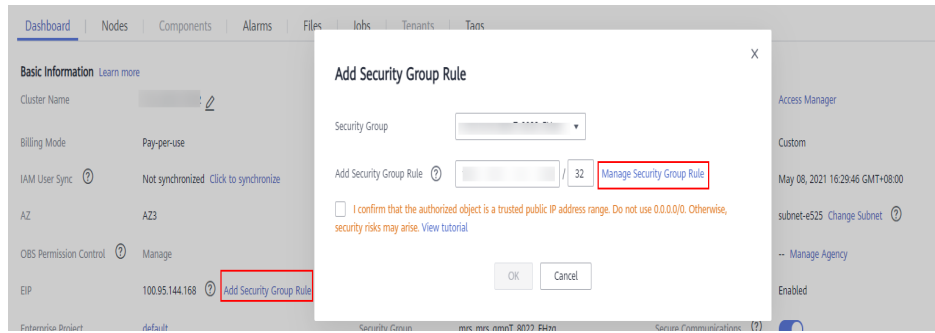 Dashboard Nodes Components Alarms Files Jobs Tenants Tags
X
Basic Information Learn more
Add Security Group Rule
Cluster Name
Access Manager
Security Group
Billing Mode Pay-per-use
Custom
Add Security Group Rule ? / 32 Manage Security Group Rule
IAM User Sync ? Not synchronized Click to synchronize
May 08, 2021 16:29:46 GMT+08:00
I confirm that the authorized object is a trusted public IP address range. Do not use 0.0.0.0/0. Otherwise,
security risks may arise. View tutorial
AZ AZ3
subnet-e525 Change Subnet ?
OBS Permission Control ? Manage
-- Manage Agency
OK Cancel
EIP 100.95.144.168 ? Add Security Group Rule
Enabled
Enterprise Project default Security Group Secure Communications ?